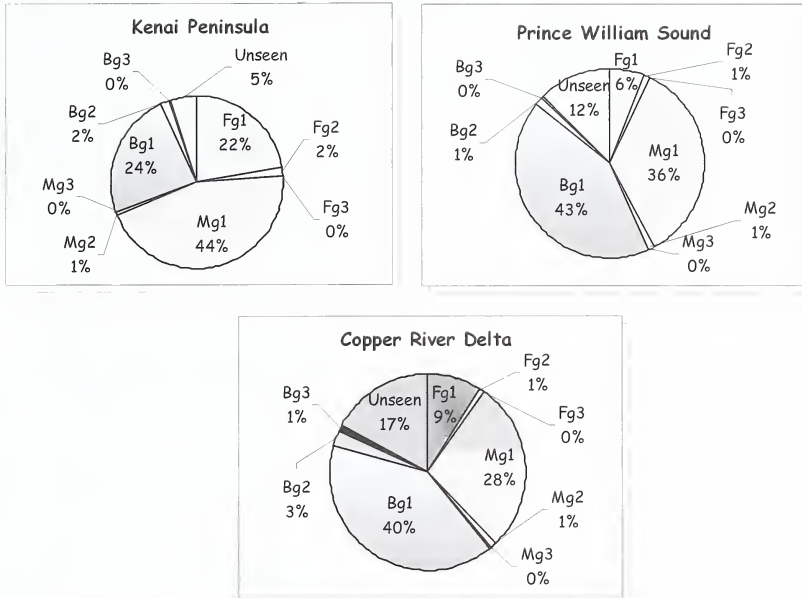 Kenai Peninsula
Bg3
0%
Unseen
5%
Bg2
2%
Fg1
22%
Fg2
2%
Bg1
24%
Mg3
0%
Fg3
0%
Mg1
44%
Mg2
1%
Prince William Sound
Bg3
0%
Unseen
12%
Fg1
6%
Fg2
1%
Fg3
0%
Bg2
1%
Mg1
36%
Bg1
43%
Mg2
1%
Mg3
0%
Copper River Delta
Bg3
1%
Unseen
17%
Fg1
9%
Fg2
1%
Fg3
0%
Mg1
28%
Bg2
3%
Bg1
40%
Mg2
1%
Mg3
0%